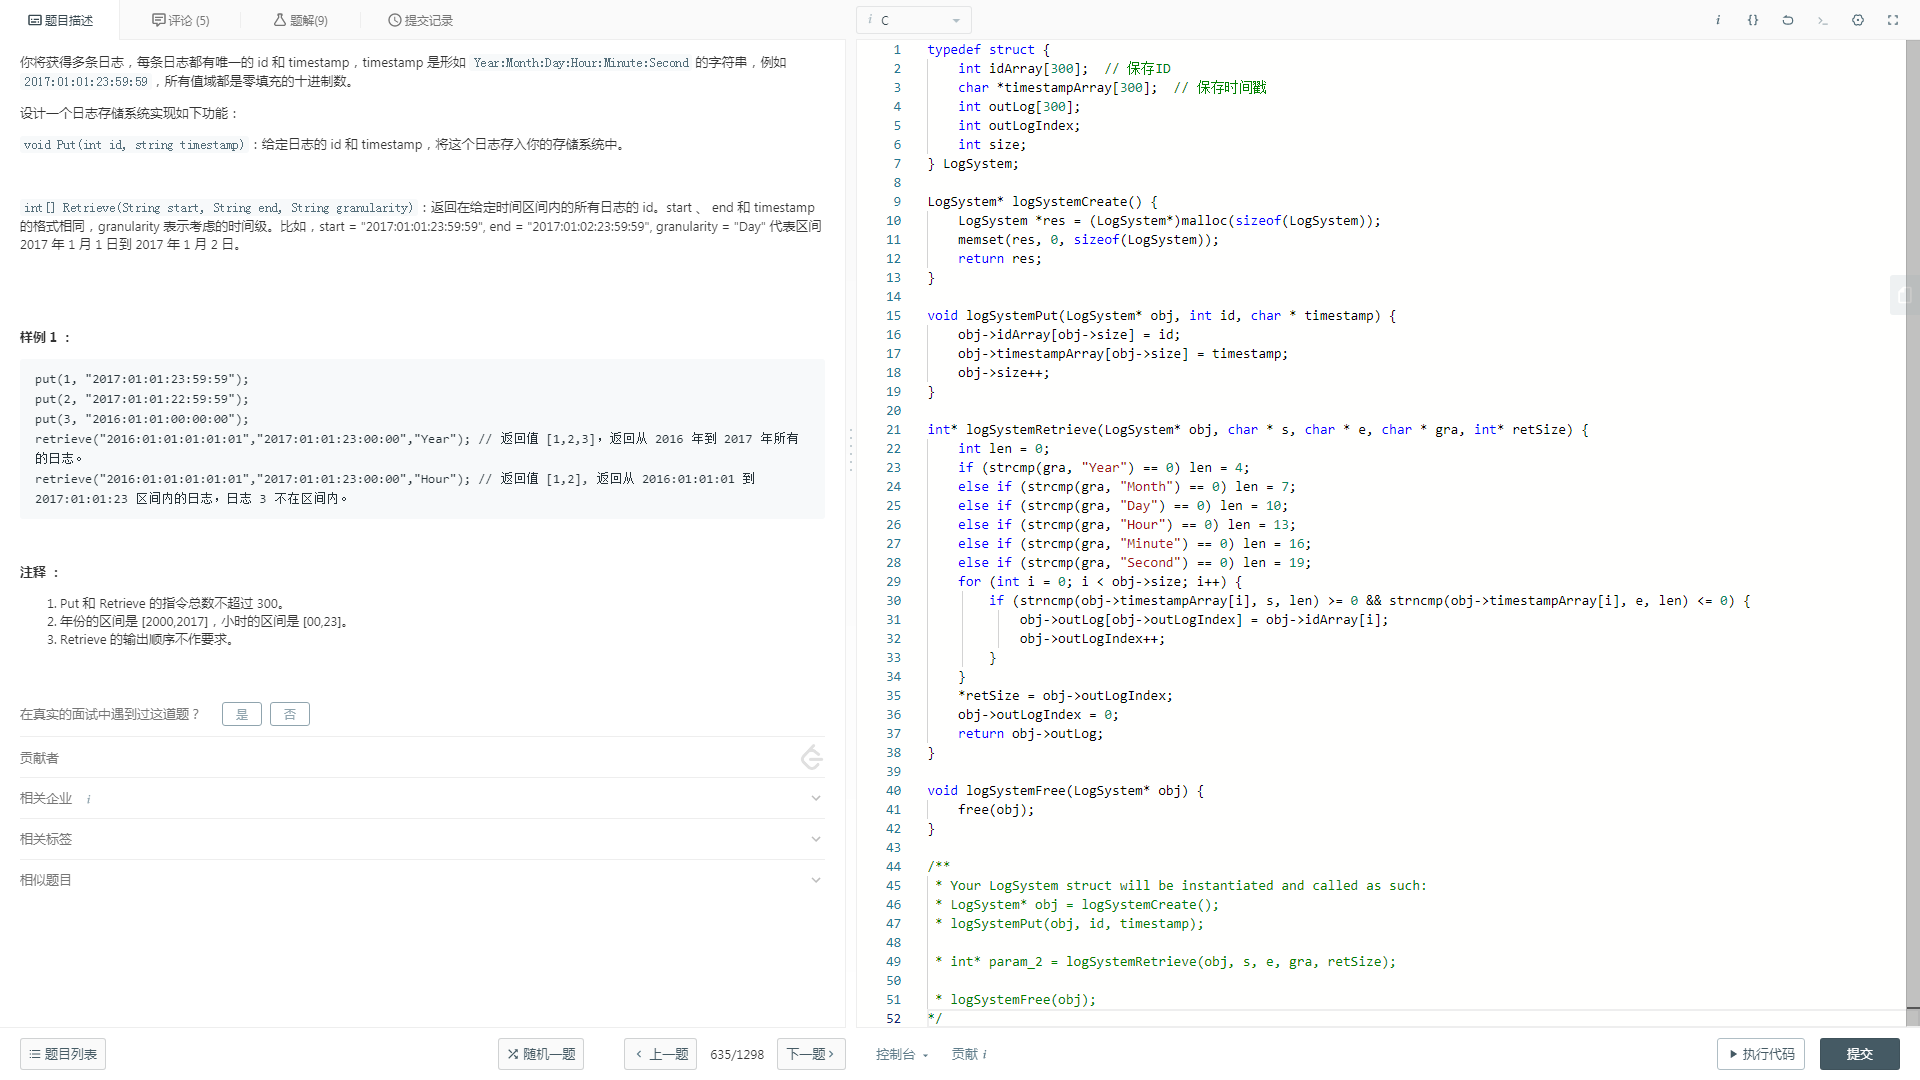 题目描述
评论 (5)
题解(9)
提交记录
你将获得多条日志，每条日志都有唯一的 id 和 timestamp，timestamp 是形如 Year:Month:Day:Hour:Minute:Second 的字符串，例如
2017:01:01:23:59:59 ，所有值域都是零填充的十进制数。
设计一个日志存储系统实现如下功能：
void Put(int id, string timestamp) ：给定日志的 id 和 timestamp，将这个日志存入你的存储系统中。
int[] Retrieve(String start, String end, String granularity) ：返回在给定时间区间内的所有日志的 id。start 、 end 和 timestamp
的格式相同，granularity 表示考虑的时间级。比如，start = "2017:01:01:23:59:59", end = "2017:01:02:23:59:59", granularity = "Day" 代表区间
2017 年 1 月 1 日到 2017 年 1 月 2 日。
样例 1 ：
put(1, "2017:01:01:23:59:59");
put(2, "2017:01:01:22:59:59");
put(3, "2016:01:01:00:00:00");
retrieve("2016:01:01:01:01:01","2017:01:01:23:00:00","Year"); // 返回值 [1,2,3]，返回从 2016 年到 2017 年所有
的日志。
retrieve("2016:01:01:01:01:01","2017:01:01:23:00:00","Hour"); // 返回值 [1,2], 返回从 2016:01:01:01 到
2017:01:01:23 区间内的日志，日志 3 不在区间内。
注释 ：
1. Put 和 Retrieve 的指令总数不超过 300。
2. 年份的区间是 [2000,2017]，小时的区间是 [00,23]。
3. Retrieve 的输出顺序不作要求。
在真实的面试中遇到过这道题？
是
否
贡献者
相关企业 i
相关标签
相似题目
题目列表
随机一题
上一题
635/1298
下一题
i C
i {}
1 typedef struct {
2 int idArray[300]; // 保存ID
3 char *timestampArray[300]; // 保存时间戳
4 int outLog[300];
5 int outLogIndex;
6 int size;
7 } LogSystem;
8
9 LogSystem* logSystemCreate() {
10 LogSystem *res = (LogSystem*)malloc(sizeof(LogSystem));
11 memset(res, 0, sizeof(LogSystem));
12 return res;
13 }
14
15 void logSystemPut(LogSystem* obj, int id, char * timestamp) {
16 obj->idArray[obj->size] = id;
17 obj->timestampArray[obj->size] = timestamp;
18 obj->size++;
19 }
20
21 int* logSystemRetrieve(LogSystem* obj, char * s, char * e, char * gra, int* retSize) {
22 int len = 0;
23 if (strcmp(gra, "Year") == 0) len = 4;
24 else if (strcmp(gra, "Month") == 0) len = 7;
25 else if (strcmp(gra, "Day") == 0) len = 10;
26 else if (strcmp(gra, "Hour") == 0) len = 13;
27 else if (strcmp(gra, "Minute") == 0) len = 16;
28 else if (strcmp(gra, "Second") == 0) len = 19;
29 for (int i = 0; i < obj->size; i++) {
30 if (strncmp(obj->timestampArray[i], s, len) >= 0 && strncmp(obj->timestampArray[i], e, len) <= 0) {
31 obj->outLog[obj->outLogIndex] = obj->idArray[i];
32 obj->outLogIndex++;
33 }
34 }
35 *retSize = obj->outLogIndex;
36 obj->outLogIndex = 0;
37 return obj->outLog;
38 }
39
40 void logSystemFree(LogSystem* obj) {
41 free(obj);
42 }
43
44 /**
45 * Your LogSystem struct will be instantiated and called as such:
46 * LogSystem* obj = logSystemCreate();
47 * logSystemPut(obj, id, timestamp);
48
49 * int* param_2 = logSystemRetrieve(obj, s, e, gra, retSize);
50
51 * logSystemFree(obj);
52 */
控制台
贡献 i
执行代码
提交